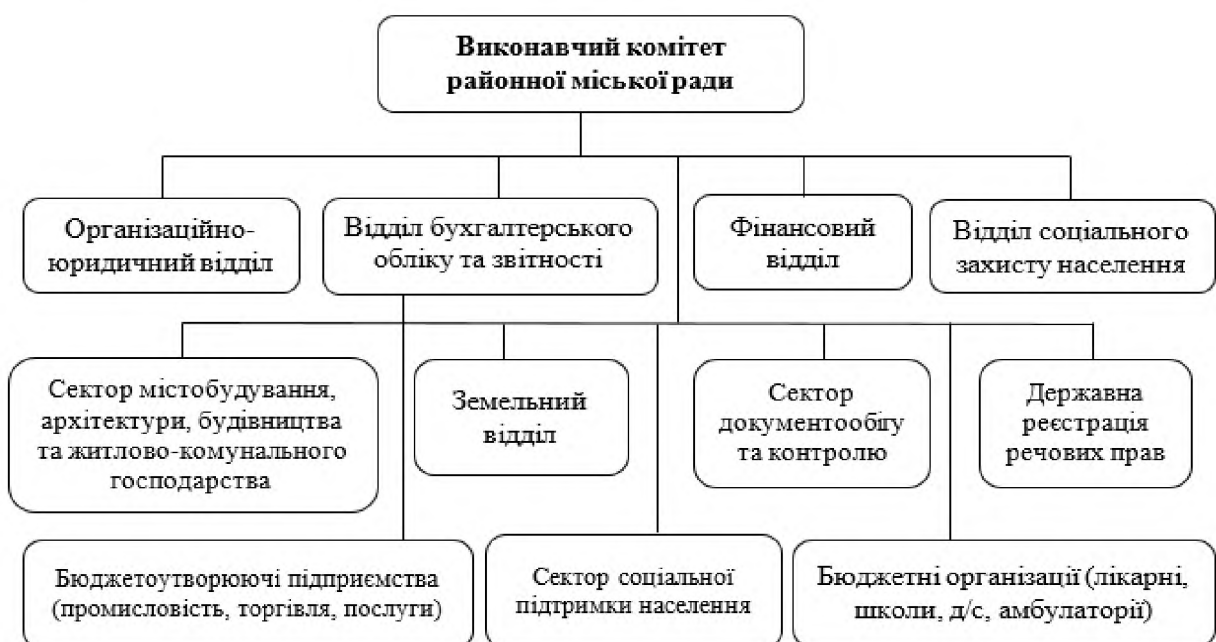 Виконавчий комітет
районної міської ради
Організаційно-
юридичний відділ
Відділ бухгалтерського
обліку та звітності
Фінансовий
відділ
Відділ соціального
захисту населення
Сектор містобудування,
архітектури, будівництва
та житлово-комунального
господарства
Земельний
відділ
Сектор
документообігу
та контролю
Державна
реєстрація
речових прав
Бюджетоутворюючі підприємства
(промисловість, торгівля, послуги)
Сектор соціальної
підтримки населення
Бюджетні організації (лікарні,
школи, д/с, амбулаторії)